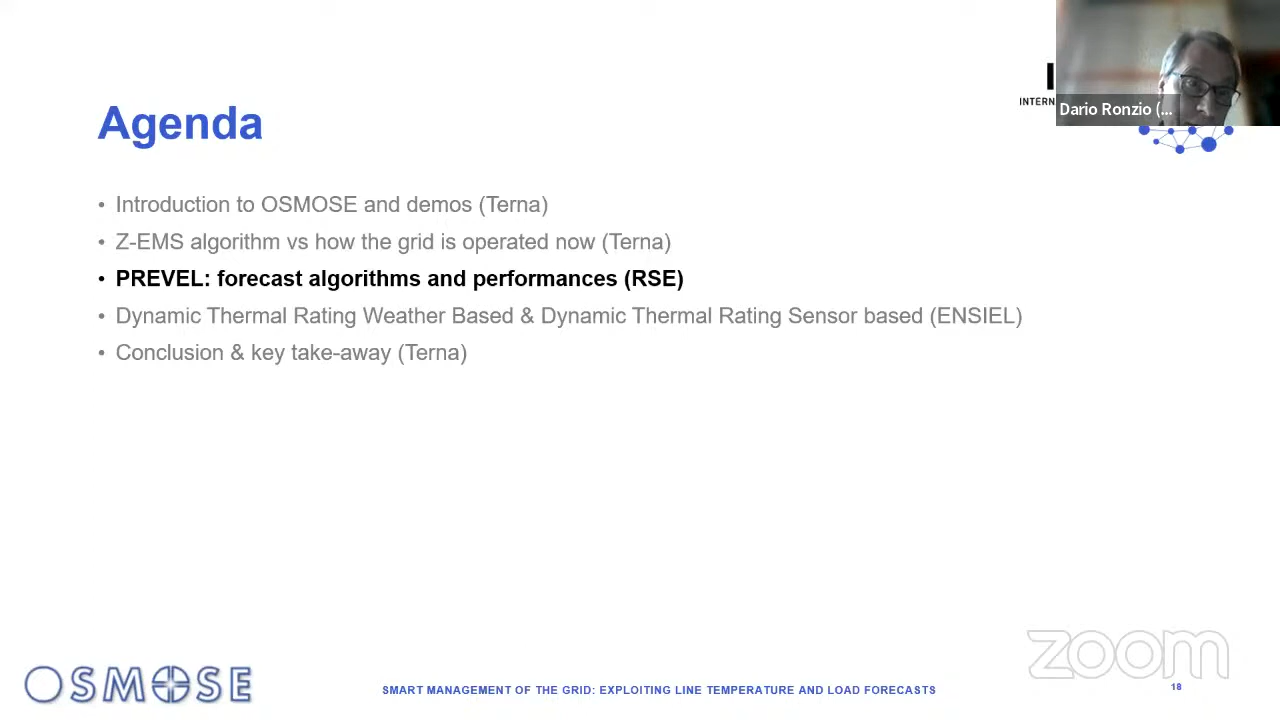 Agenda
INTERN
Dario Ronzio (...
• Introduction to OSMOSE and demos (Terna)
• Z-EMS algorithm vs how the grid is operated now (Terna)
• PREVEL: forecast algorithms and performances (RSE)
• Dynamic Thermal Rating Weather Based & Dynamic Thermal Rating Sensor based (ENSIEL)
• Conclusion & key take-away (Terna)
zoom
OSMOSE
SMART MANAGEMENT OF THE GRID: EXPLOITING LINE TEMPERATURE AND LOAD FORECASTS
18